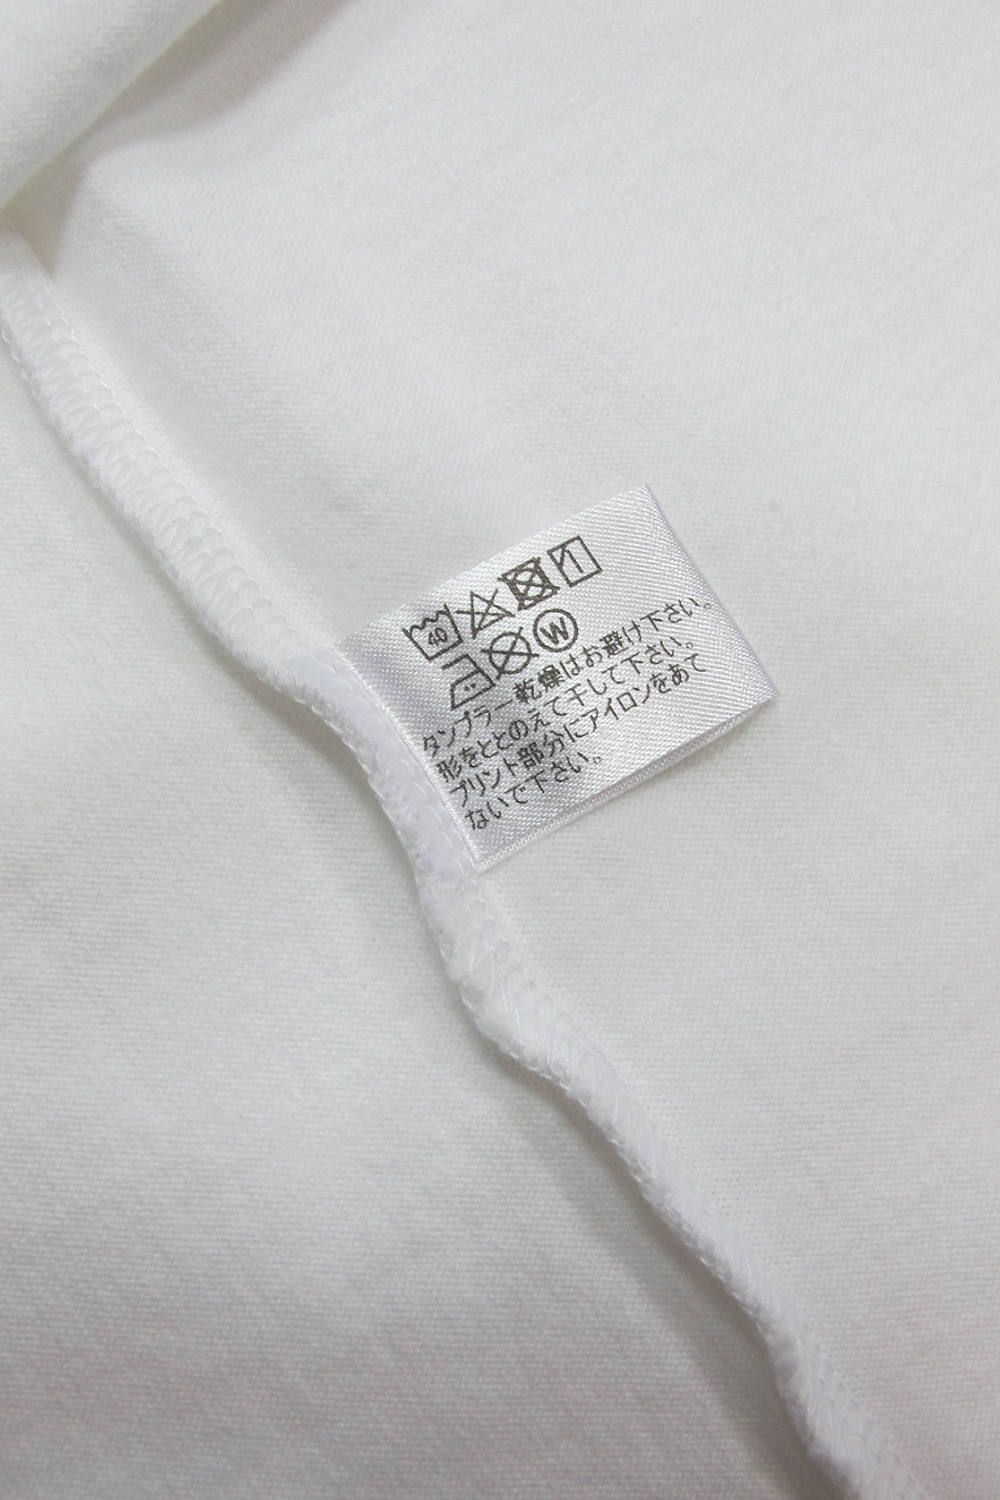 40
W
タンブラー乾燥はお避け下さい。
形をととのえて干して下さい。
プリント部分にアイロンをあて
ないで下さい。